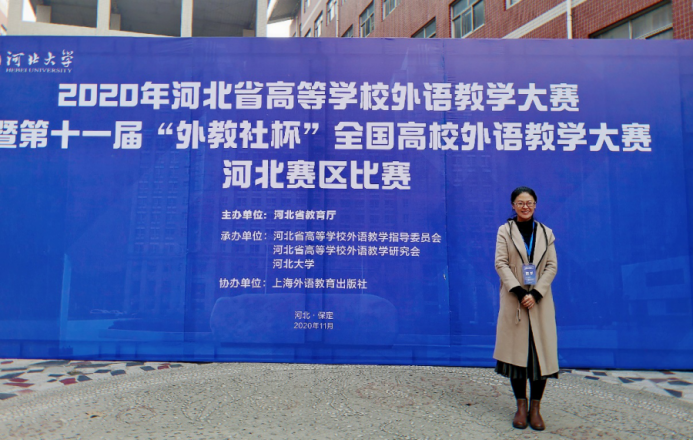 河北大学
HEBEI UNIVERSITY
2020年河北省高等学校外语教学大赛
暨第十一届“外教社杯”全国高校外语教学大赛
河北赛区比赛
主办单位：河北省教育厅
承办单位：河北省高等学校外语教学指导委员会
河北省高等学校外语教学研究会
河北大学
协办单位：上海外语教育出版社
河北·保定
2020年11月